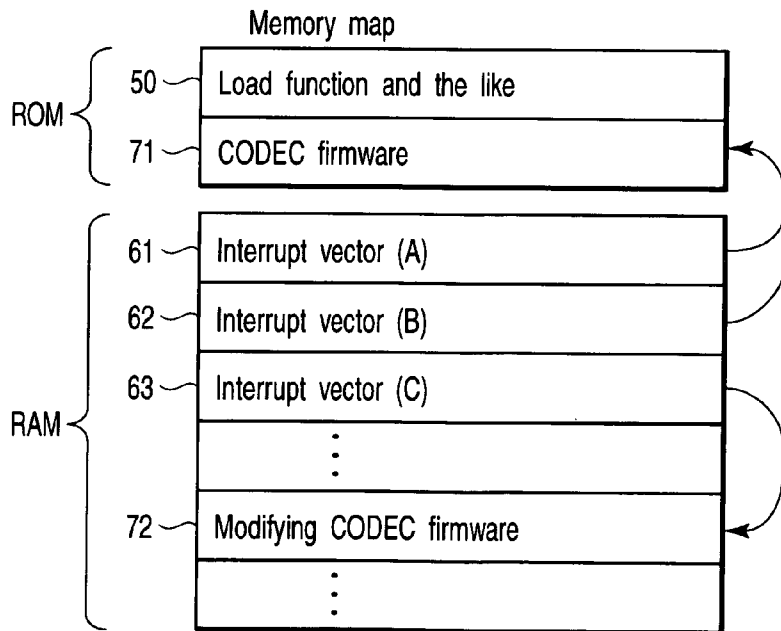 Memory map
ROM
50
Load function and the like
71
CODEC firmware
RAM
61
Interrupt vector (A)
62
Interrupt vector (B)
63
Interrupt vector (C)
72
Modifying CODEC firmware